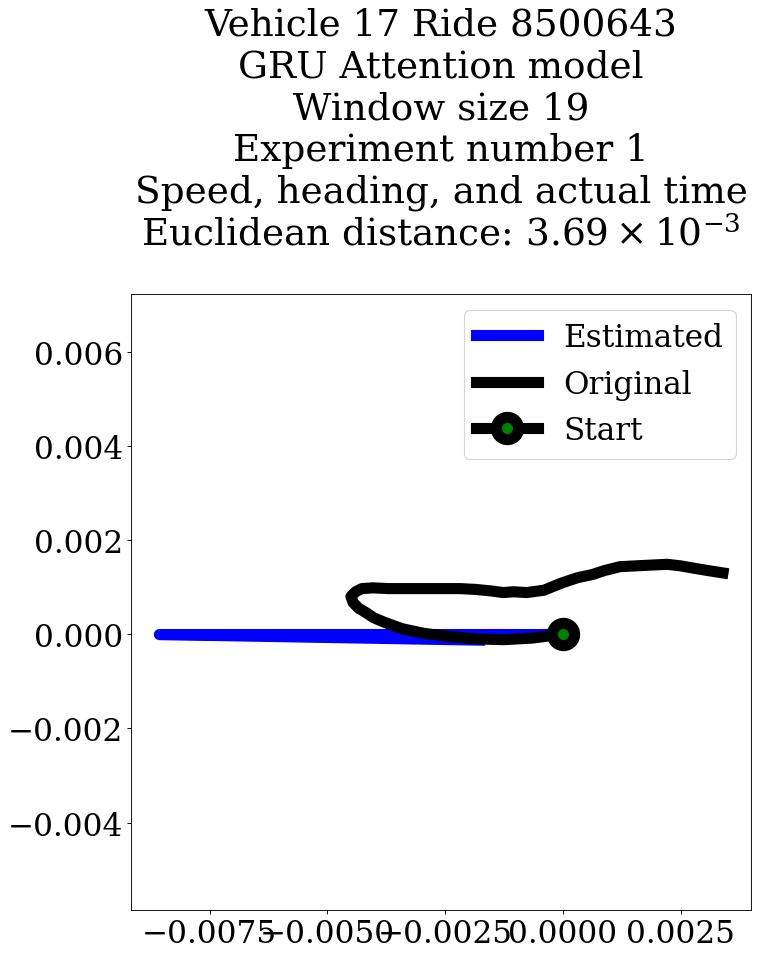 Vehicle 17 Ride 8500643
GRU Attention model
Window size 19
Experiment number 1
Speed, heading, and actual time
Euclidean distance: 3.69 × 10⁻³
Estimated
Original
Start
0.006
0.004
0.002
0.000
−0.002
−0.004
−0.0075 −0.0050 −0.0025 0.0000 0.0025